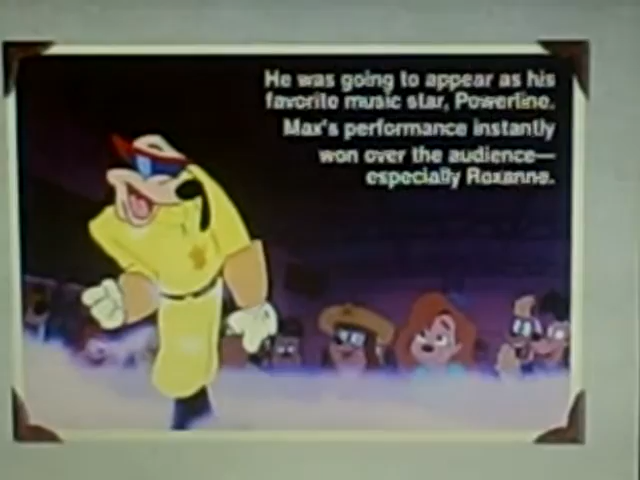 He was going to appear as his
favorite music star, Powerline.
Max's performance instantly
won over the audience—
especially Roxanne.